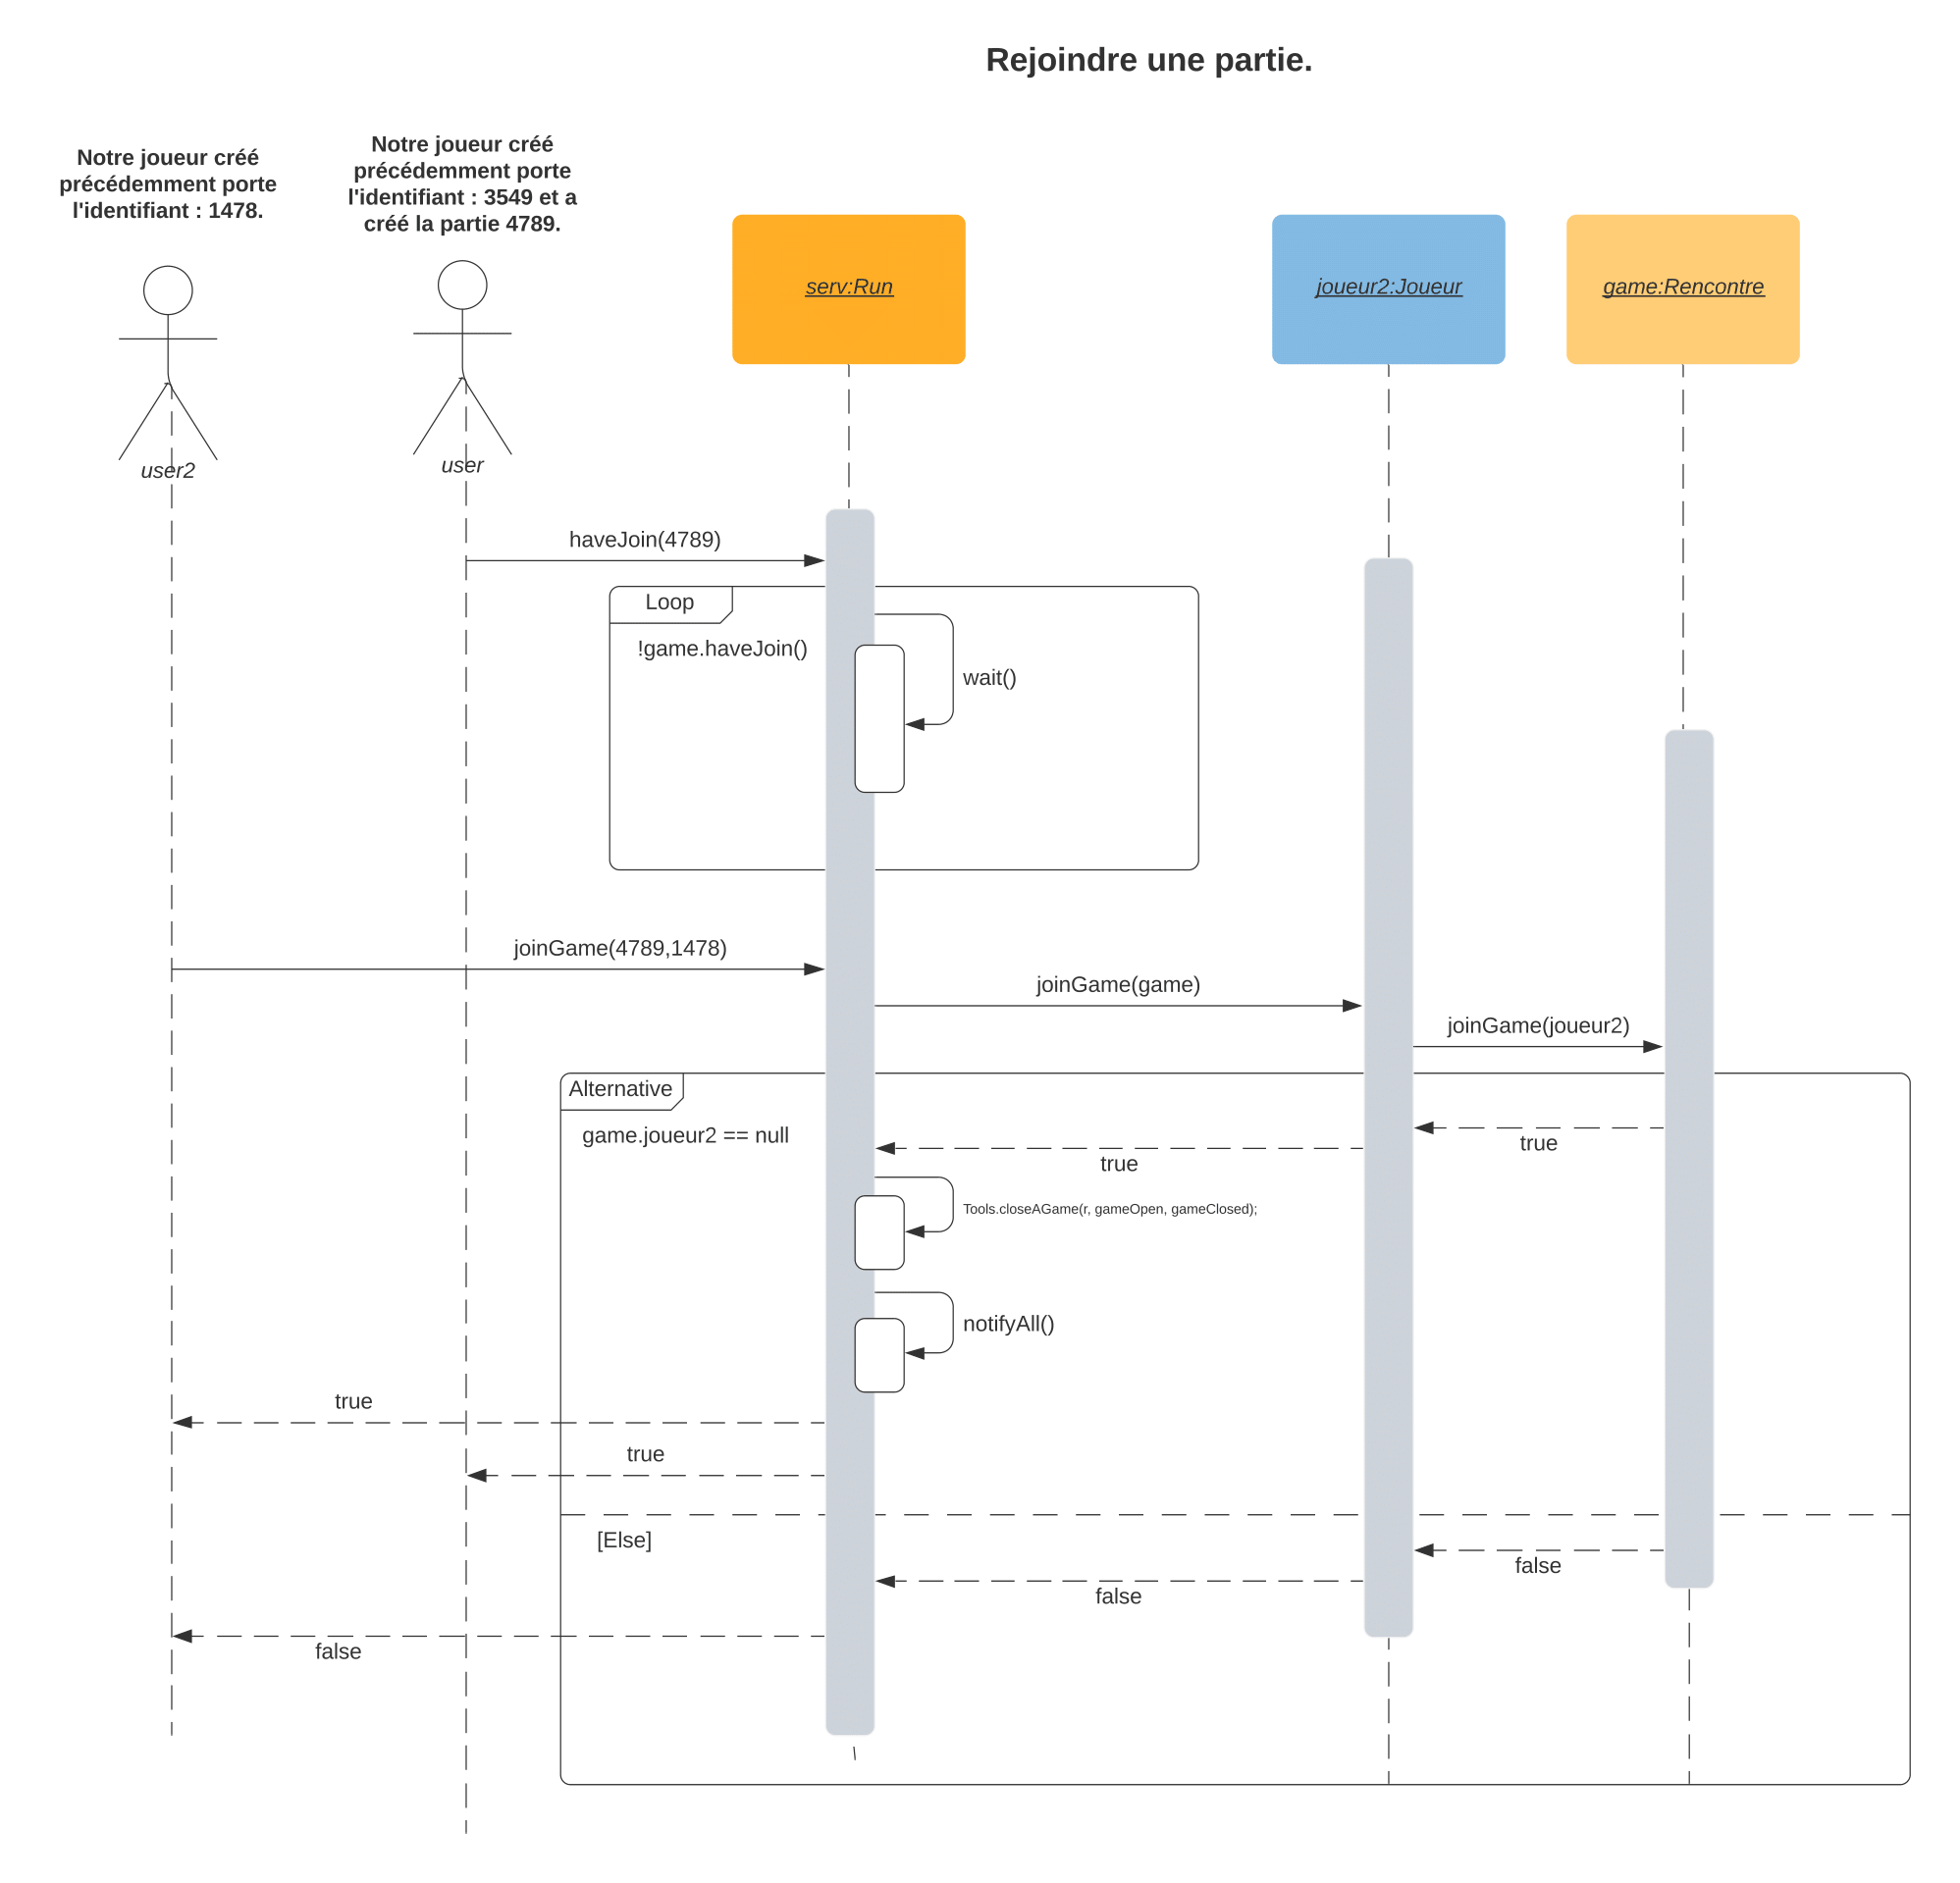 Rejoindre une partie.
Notre joueur créé
précédemment porte
l'identifiant : 1478.
Notre joueur créé
précédemment porte
l'identifiant : 3549 et a
créé la partie 4789.
serv:Run
joueur2:Joueur
game:Rencontre
user2
user
haveJoin(4789)
Loop
!game.haveJoin()
wait()
joinGame(4789,1478)
joinGame(game)
joinGame(joueur2)
Alternative
game.joueur2 == null
true
true
Tools.closeAGame(r, gameOpen, gameClosed);
notifyAll()
true
true
[Else]
false
false
false